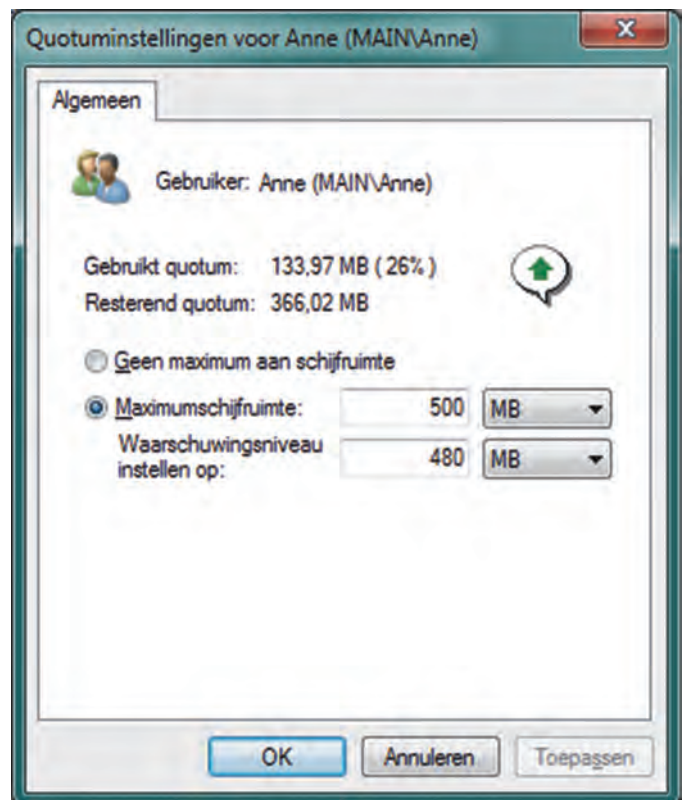 Quotuminstellingen voor Anne (MAIN\Anne)
Algemeen
Gebruiker: Anne (MAIN\Anne)
Gebruikt quotum: 133,97 MB ( 26% )
Resterend quotum: 366,02 MB
Geen maximum aan schijfruimte
Maximumschijfruimte: 500 MB
Waarschuwingsniveau
instellen op: 480 MB
OK Annuleren Toepassen